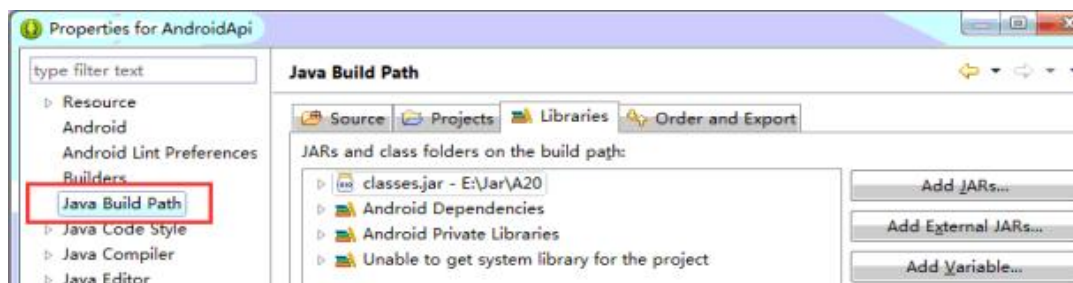 Properties for AndroidApi
type filter text
Resource
Android
Android Lint Preferences
Builders
Java Build Path
Java Code Style
Java Compiler
Java Editor
Java Build Path
Source Projects Libraries Order and Export
JARs and class folders on the build path:
classes.jar - E:\Jar\A20
Android Dependencies
Android Private Libraries
Unable to get system library for the project
Add JARs...
Add External JARs...
Add Variable...